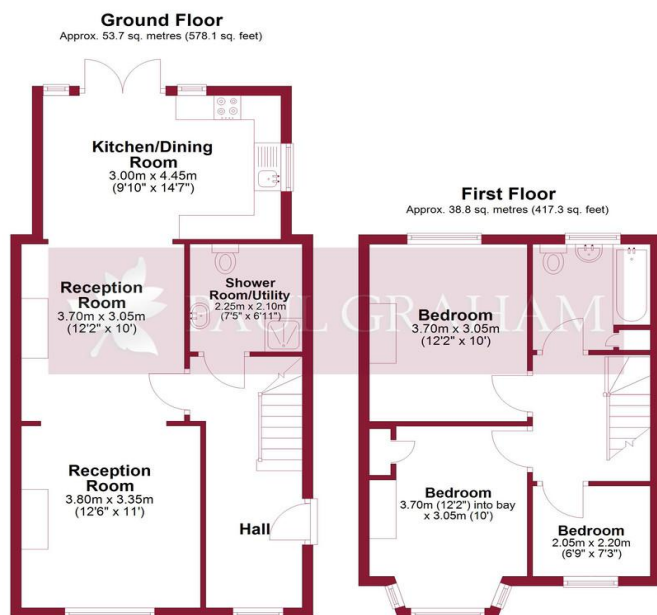 Ground Floor
Approx. 53.7 sq. metres (578.1 sq. feet)
Kitchen/Dining
Room
3.00m x 4.45m
(9'10" x 14'7")
Reception
Room
3.70m x 3.05m
(12'2" x 10')
Shower
Room/Utility
2.25m x 2.10m
(7'5" x 6'11")
Reception
Room
3.80m x 3.35m
(12'6" x 11')
Hall
First Floor
Approx. 38.8 sq. metres (417.3 sq. feet)
Bedroom
3.70m x 3.05m
(12'2" x 10')
Bedroom
3.70m (12'2") into bay
x 3.05m (10')
Bedroom
2.05m x 2.20m
(6'9" x 7'3")
PAUL GRAHAM